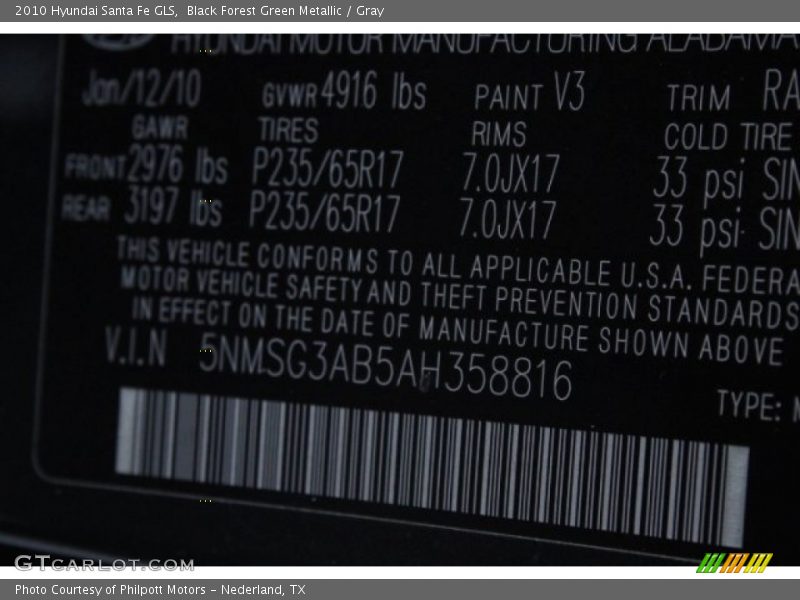 2010 Hyundai Santa Fe GLS, Black Forest Green Metallic / Gray
HYUNDAI MOTOR MANUFACTURING ALABAMA
Jan/12/10 GVWR 4916 lbs PAINT V3 TRIM RA
GAWR TIRES RIMS COLD TIRE
FRONT 2976 lbs P235/65R17 7.0JX17 33 psi SIN
REAR 3197 lbs P235/65R17 7.0JX17 33 psi SIN
THIS VEHICLE CONFORMS TO ALL APPLICABLE U.S.A. FEDERA
MOTOR VEHICLE SAFETY AND THEFT PREVENTION STANDARDS
IN EFFECT ON THE DATE OF MANUFACTURE SHOWN ABOVE
V.I.N 5NMSG3AB5AH358816
TYPE: M
GTCARLOT.COM
Photo Courtesy of Philpott Motors - Nederland, TX